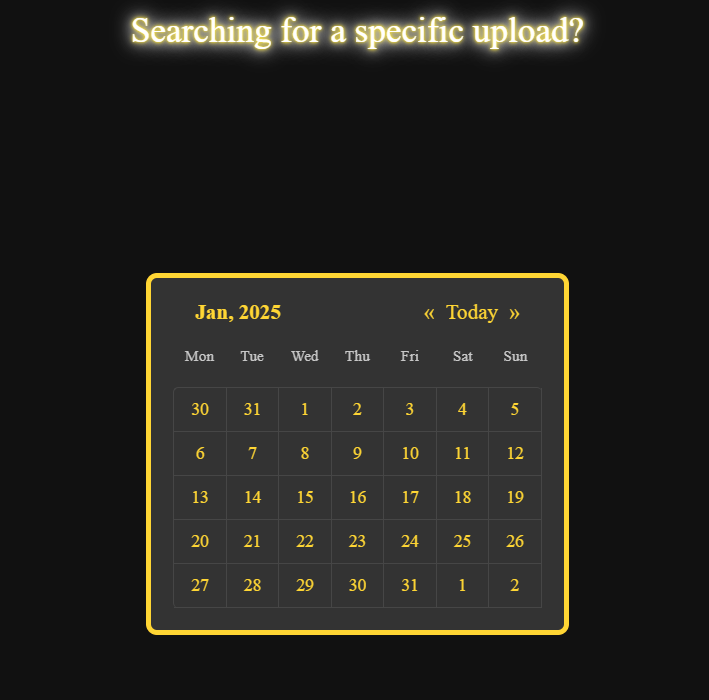 Searching for a specific upload?
Jan, 2025 « Today »
Mon Tue Wed Thu Fri Sat Sun
30 31 1 2 3 4 5
6 7 8 9 10 11 12
13 14 15 16 17 18 19
20 21 22 23 24 25 26
27 28 29 30 31 1 2